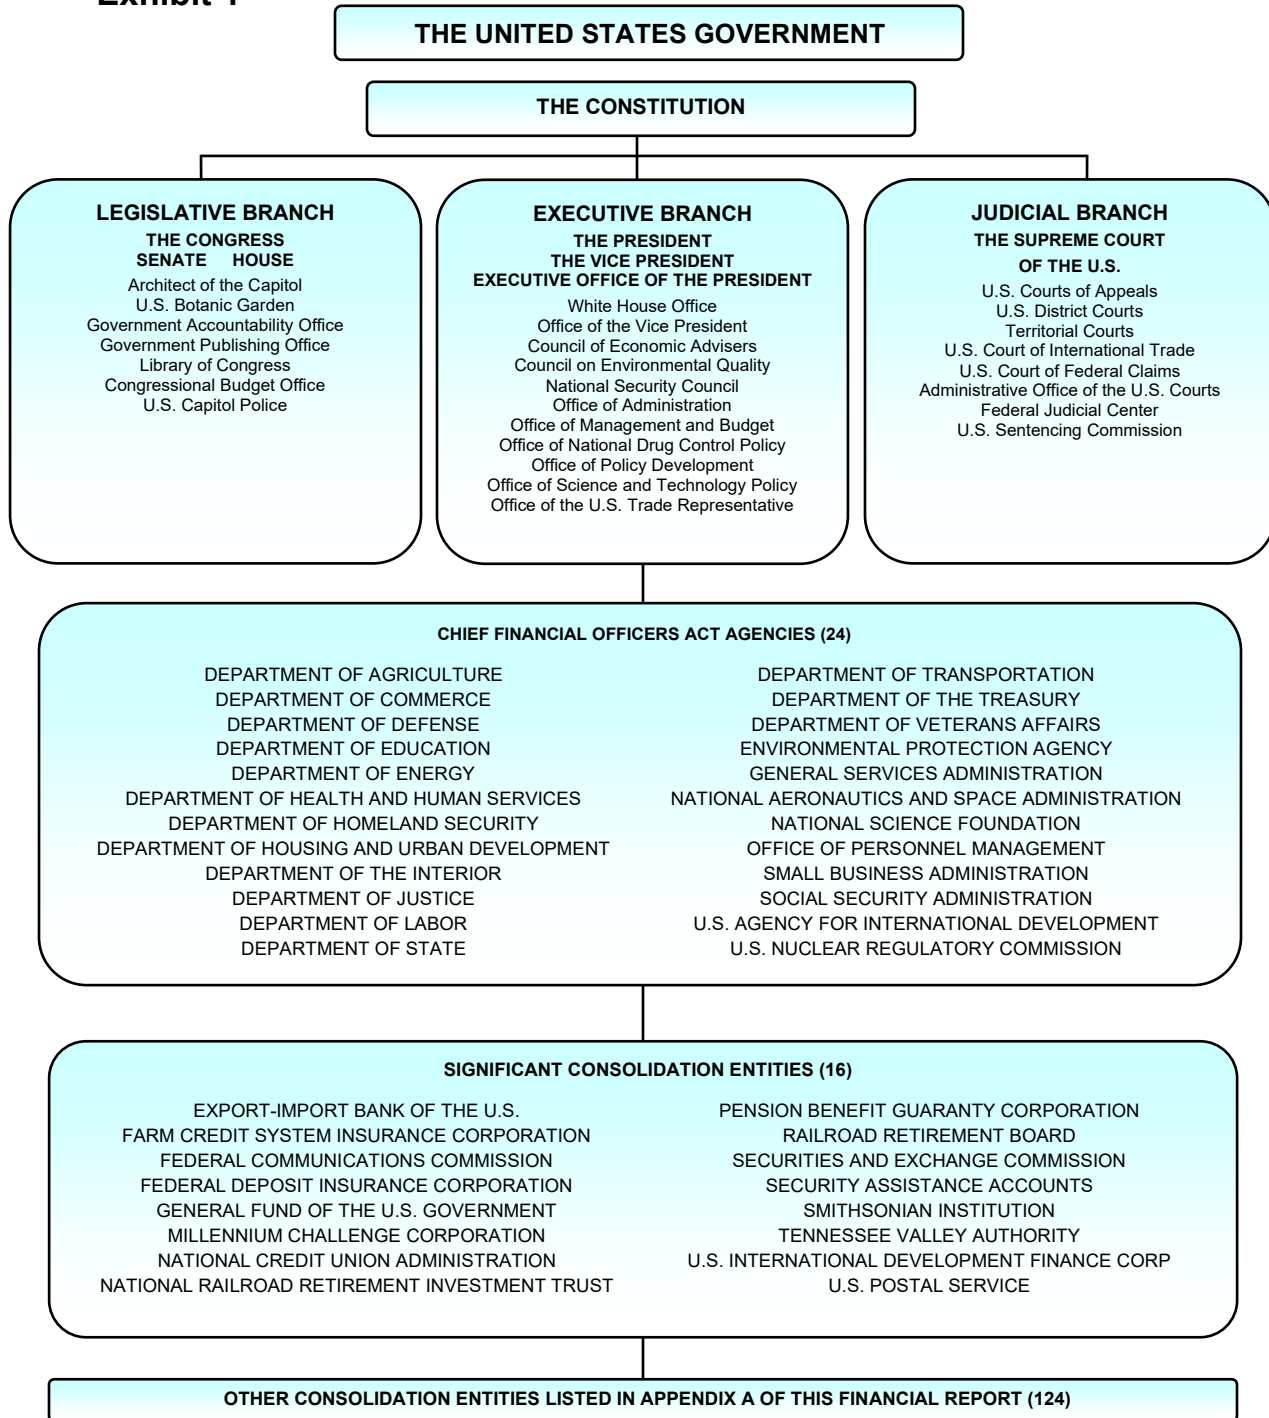 THE UNITED STATES GOVERNMENT
THE CONSTITUTION
LEGISLATIVE BRANCH
THE CONGRESS
SENATE HOUSE
Architect of the Capitol
U.S. Botanic Garden
Government Accountability Office
Government Publishing Office
Library of Congress
Congressional Budget Office
U.S. Capitol Police
EXECUTIVE BRANCH
THE PRESIDENT
THE VICE PRESIDENT
EXECUTIVE OFFICE OF THE PRESIDENT
White House Office
Office of the Vice President
Council of Economic Advisers
Council on Environmental Quality
National Security Council
Office of Administration
Office of Management and Budget
Office of National Drug Control Policy
Office of Policy Development
Office of Science and Technology Policy
Office of the U.S. Trade Representative
JUDICIAL BRANCH
THE SUPREME COURT
OF THE U.S.
U.S. Courts of Appeals
U.S. District Courts
Territorial Courts
U.S. Court of International Trade
U.S. Court of Federal Claims
Administrative Office of the U.S. Courts
Federal Judicial Center
U.S. Sentencing Commission
CHIEF FINANCIAL OFFICERS ACT AGENCIES (24)
DEPARTMENT OF AGRICULTURE
DEPARTMENT OF COMMERCE
DEPARTMENT OF DEFENSE
DEPARTMENT OF EDUCATION
DEPARTMENT OF ENERGY
DEPARTMENT OF HEALTH AND HUMAN SERVICES
DEPARTMENT OF HOMELAND SECURITY
DEPARTMENT OF HOUSING AND URBAN DEVELOPMENT
DEPARTMENT OF THE INTERIOR
DEPARTMENT OF JUSTICE
DEPARTMENT OF LABOR
DEPARTMENT OF STATE
DEPARTMENT OF TRANSPORTATION
DEPARTMENT OF THE TREASURY
DEPARTMENT OF VETERANS AFFAIRS
ENVIRONMENTAL PROTECTION AGENCY
GENERAL SERVICES ADMINISTRATION
NATIONAL AERONAUTICS AND SPACE ADMINISTRATION
NATIONAL SCIENCE FOUNDATION
OFFICE OF PERSONNEL MANAGEMENT
SMALL BUSINESS ADMINISTRATION
SOCIAL SECURITY ADMINISTRATION
U.S. AGENCY FOR INTERNATIONAL DEVELOPMENT
U.S. NUCLEAR REGULATORY COMMISSION
SIGNIFICANT CONSOLIDATION ENTITIES (16)
EXPORT-IMPORT BANK OF THE U.S.
FARM CREDIT SYSTEM INSURANCE CORPORATION
FEDERAL COMMUNICATIONS COMMISSION
FEDERAL DEPOSIT INSURANCE CORPORATION
GENERAL FUND OF THE U.S. GOVERNMENT
MILLENNIUM CHALLENGE CORPORATION
NATIONAL CREDIT UNION ADMINISTRATION
NATIONAL RAILROAD RETIREMENT INVESTMENT TRUST
PENSION BENEFIT GUARANTY CORPORATION
RAILROAD RETIREMENT BOARD
SECURITIES AND EXCHANGE COMMISSION
SECURITY ASSISTANCE ACCOUNTS
SMITHSONIAN INSTITUTION
TENNESSEE VALLEY AUTHORITY
U.S. INTERNATIONAL DEVELOPMENT FINANCE CORP
U.S. POSTAL SERVICE
OTHER CONSOLIDATION ENTITIES LISTED IN APPENDIX A OF THIS FINANCIAL REPORT (124)